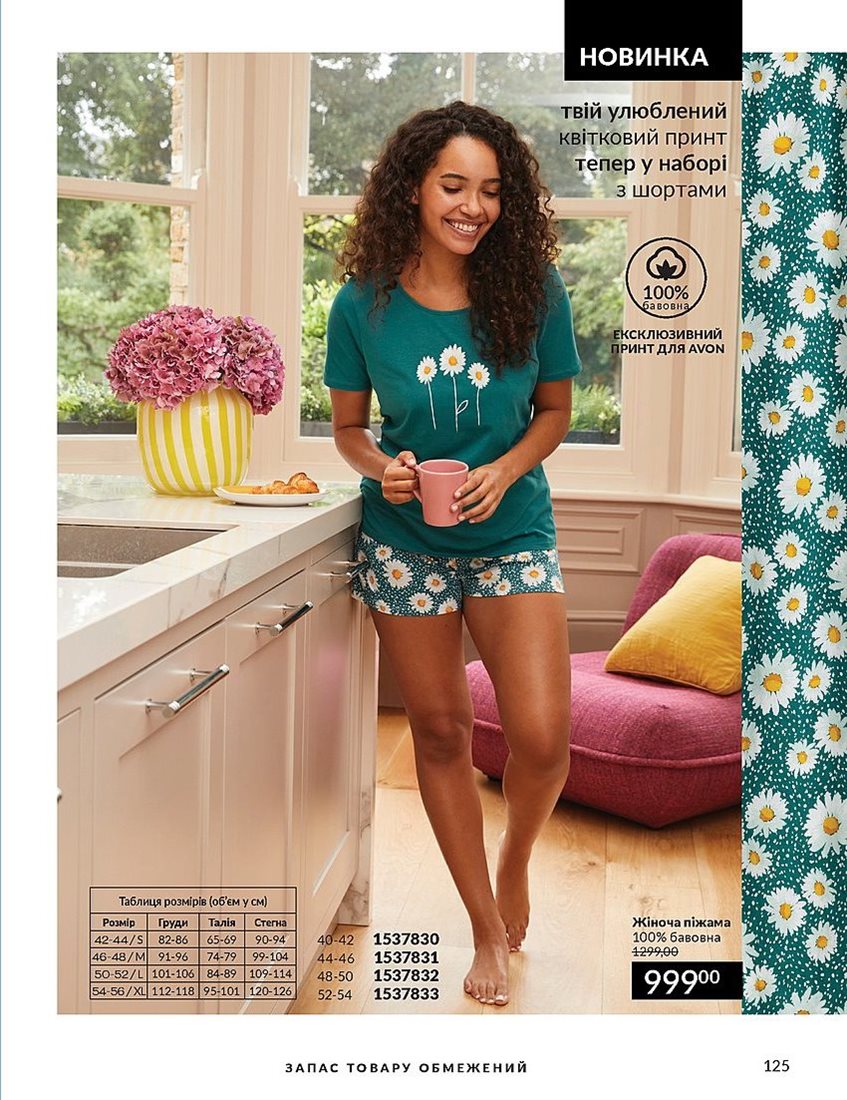 НОВИНКА
твій улюблений
квітковий принт
тепер у наборі
з шортами
100%
бавовна
ЕКСКЛЮЗИВНИЙ
ПРИНТ ДЛЯ AVON
Таблиця розмірів (об'єм у см)
Розмір Груди Талія Стегна
42-44/S 82-86 65-69 90-94
46-48/M 91-96 74-79 99-104
50-52/L 101-106 84-89 109-114
54-56/XL 112-118 95-101 120-126
40-42 1537830
44-46 1537831
48-50 1537832
52-54 1537833
Жіноча піжама
100% бавовна
1299,00
999⁰⁰
ЗАПАС ТОВАРУ ОБМЕЖЕНИЙ
125